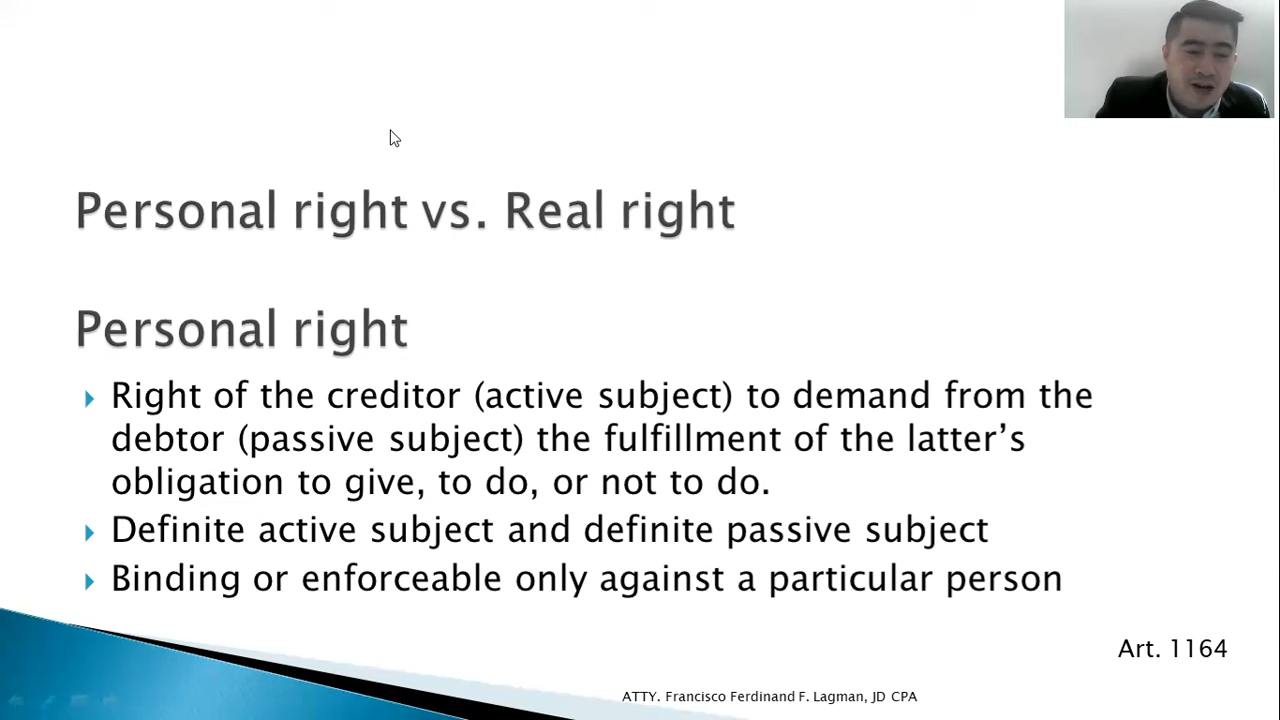 Personal right vs. Real right
Personal right
Right of the creditor (active subject) to demand from the
debtor (passive subject) the fulfillment of the latter’s
obligation to give, to do, or not to do.
Definite active subject and definite passive subject
Binding or enforceable only against a particular person
Art. 1164
ATTY. Francisco Ferdinand F. Lagman, JD CPA